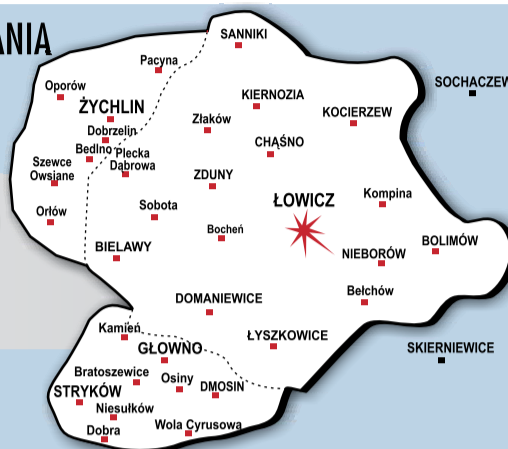 ANIA
SANNIKI
Pacyna
Oporów
SOCHACZEW
KIERNOZIA
ŻYCHLIN
KOCIERZEW
Złaków
Dobrzelin
CHĄŚNO
Bedlno
Plecka
Dąbrowa
Szewce
Owsiane
ZDUNY
Kompina
ŁOWICZ
Sobota
Orłów
Bocheń
BOLIMÓW
BIELAWY
NIEBORÓW
Bełchów
DOMANIEWICE
Kamień
ŁYSZKOWICE
GŁOWNO
SKIERNIEWICE
Bratoszewice
Osiny
DMOSIN
STRYKÓW
Niesułków
Wola Cyrusowa
Dobra